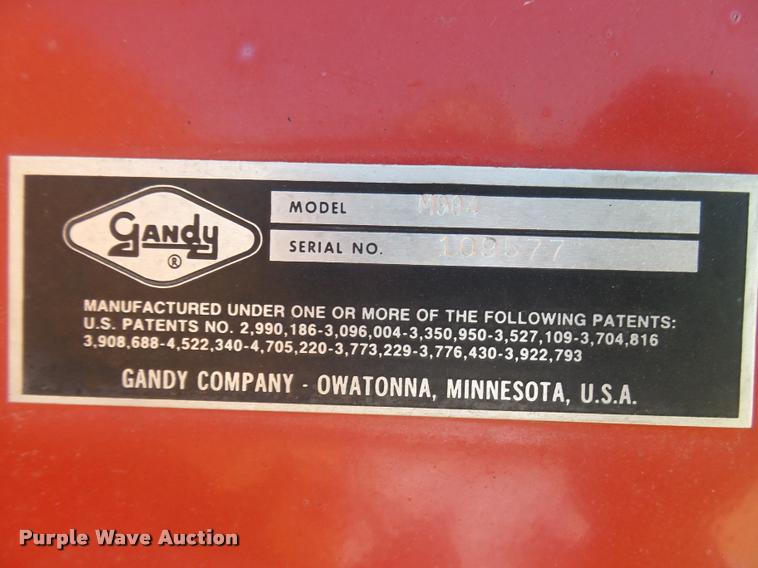 Gandy
®
MODEL M904
SERIAL NO. 109577
MANUFACTURED UNDER ONE OR MORE OF THE FOLLOWING PATENTS:
U.S. PATENTS NO. 2,990,186-3,096,004-3,350,950-3,527,109-3,704,816
3,908,688-4,522,340-4,705,220-3,773,229-3,776,430-3,922,793
GANDY COMPANY - OWATONNA, MINNESOTA, U.S.A.
Purple Wave Auction